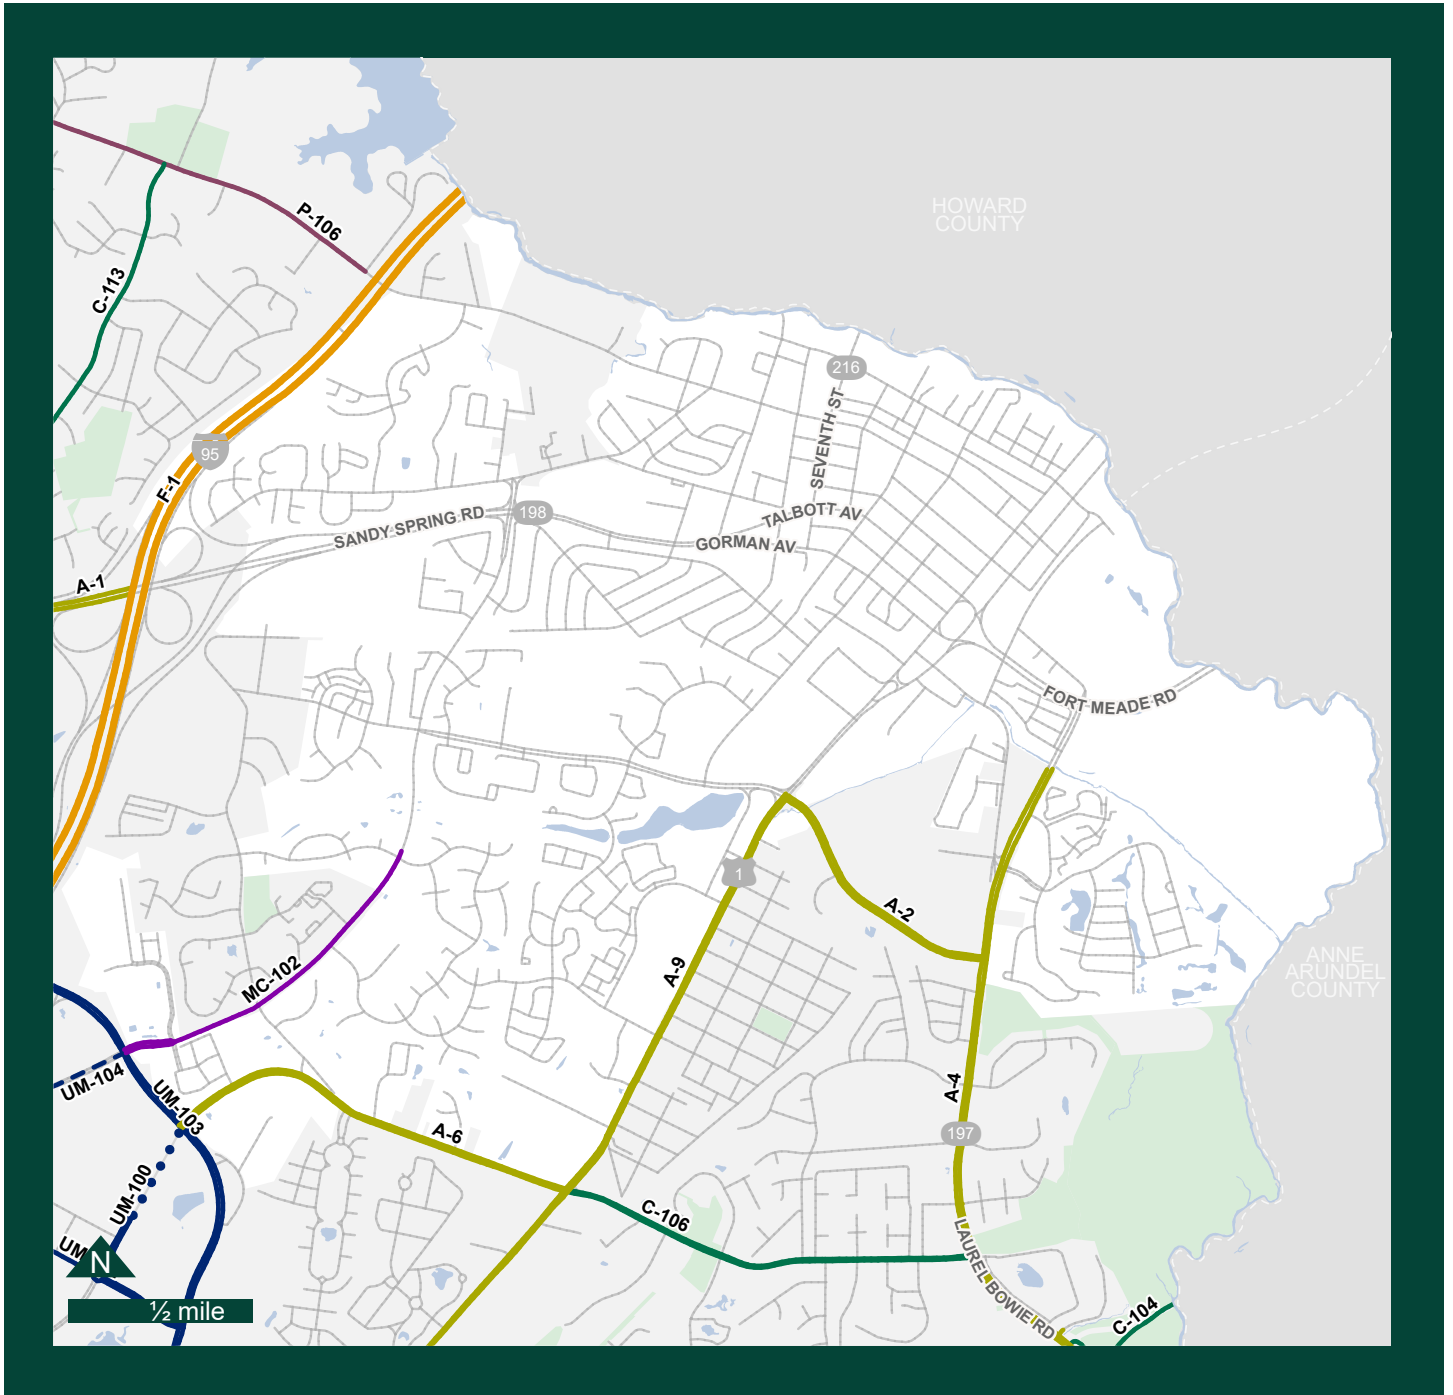 HOWARD
COUNTY
P-106
C-113
216
SEVENTH ST
95
F-1
198
TALBOTT AV
SANDY SPRING RD
GORMAN AV
A-1
FORT MEADE RD
1
A-2
ANNE
ARUNDEL
COUNTY
A-9
MC-102
UM-104
UM-103
A-4
A-6
197
UM-100
C-106
UM
N
LAUREL BOWIE RD
½ mile
C-104